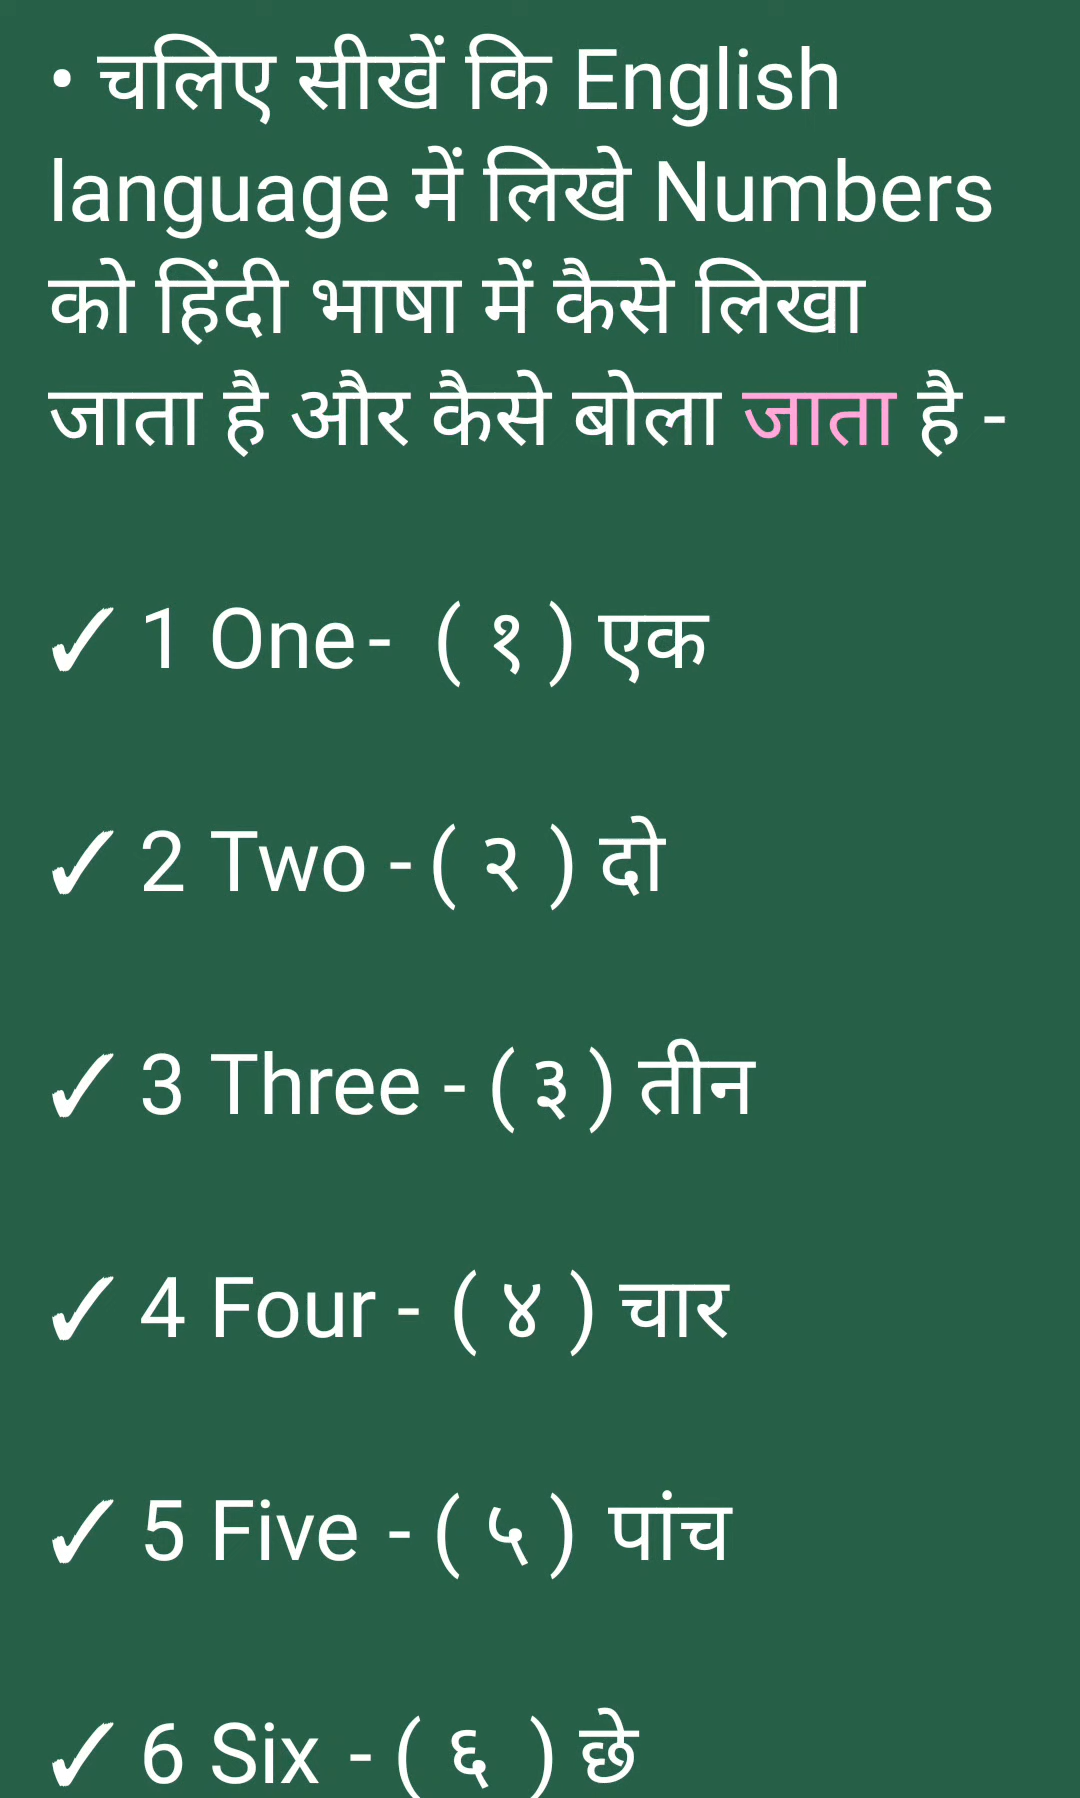 • चलिए सीखें कि English
language में लिखे Numbers
को हिंदी भाषा में कैसे लिखा
जाता है और कैसे बोला जाता है -
✓ 1 One - ( १ ) एक
✓ 2 Two - ( २ ) दो
✓ 3 Three - ( ३ ) तीन
✓ 4 Four - ( ४ ) चार
✓ 5 Five - ( ५ ) पांच
✓ 6 Six - ( ६ ) छे